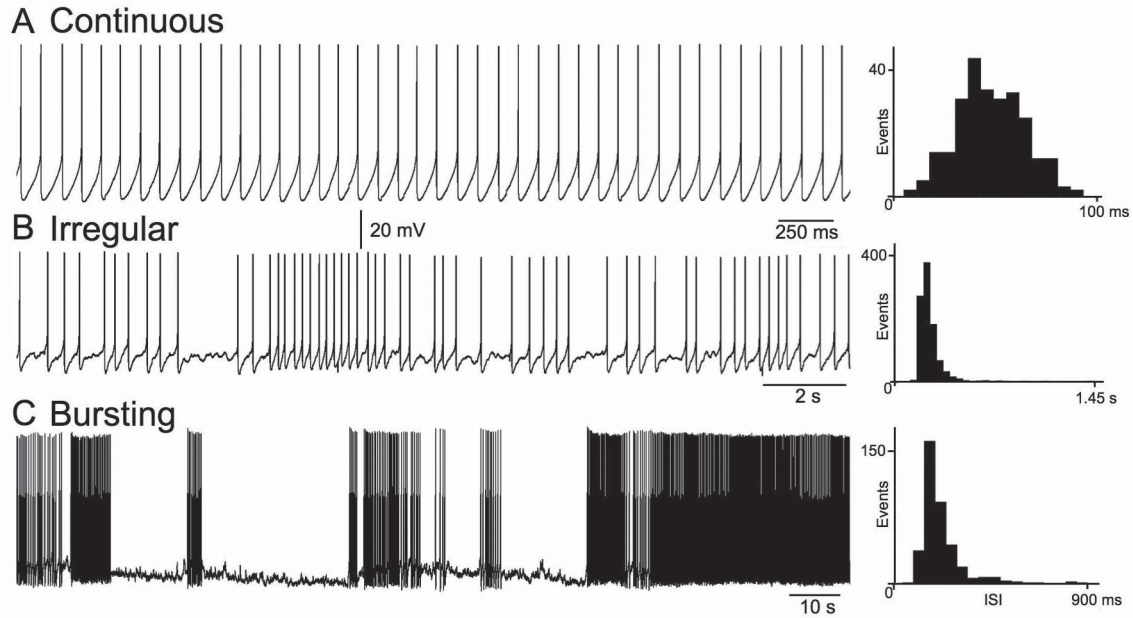 A Continuous
40
Events
0
100 ms
250 ms
20 mV
B Irregular
400
Events
0
1.45 s
2 s
C Bursting
150
Events
0
ISI
900 ms
10 s